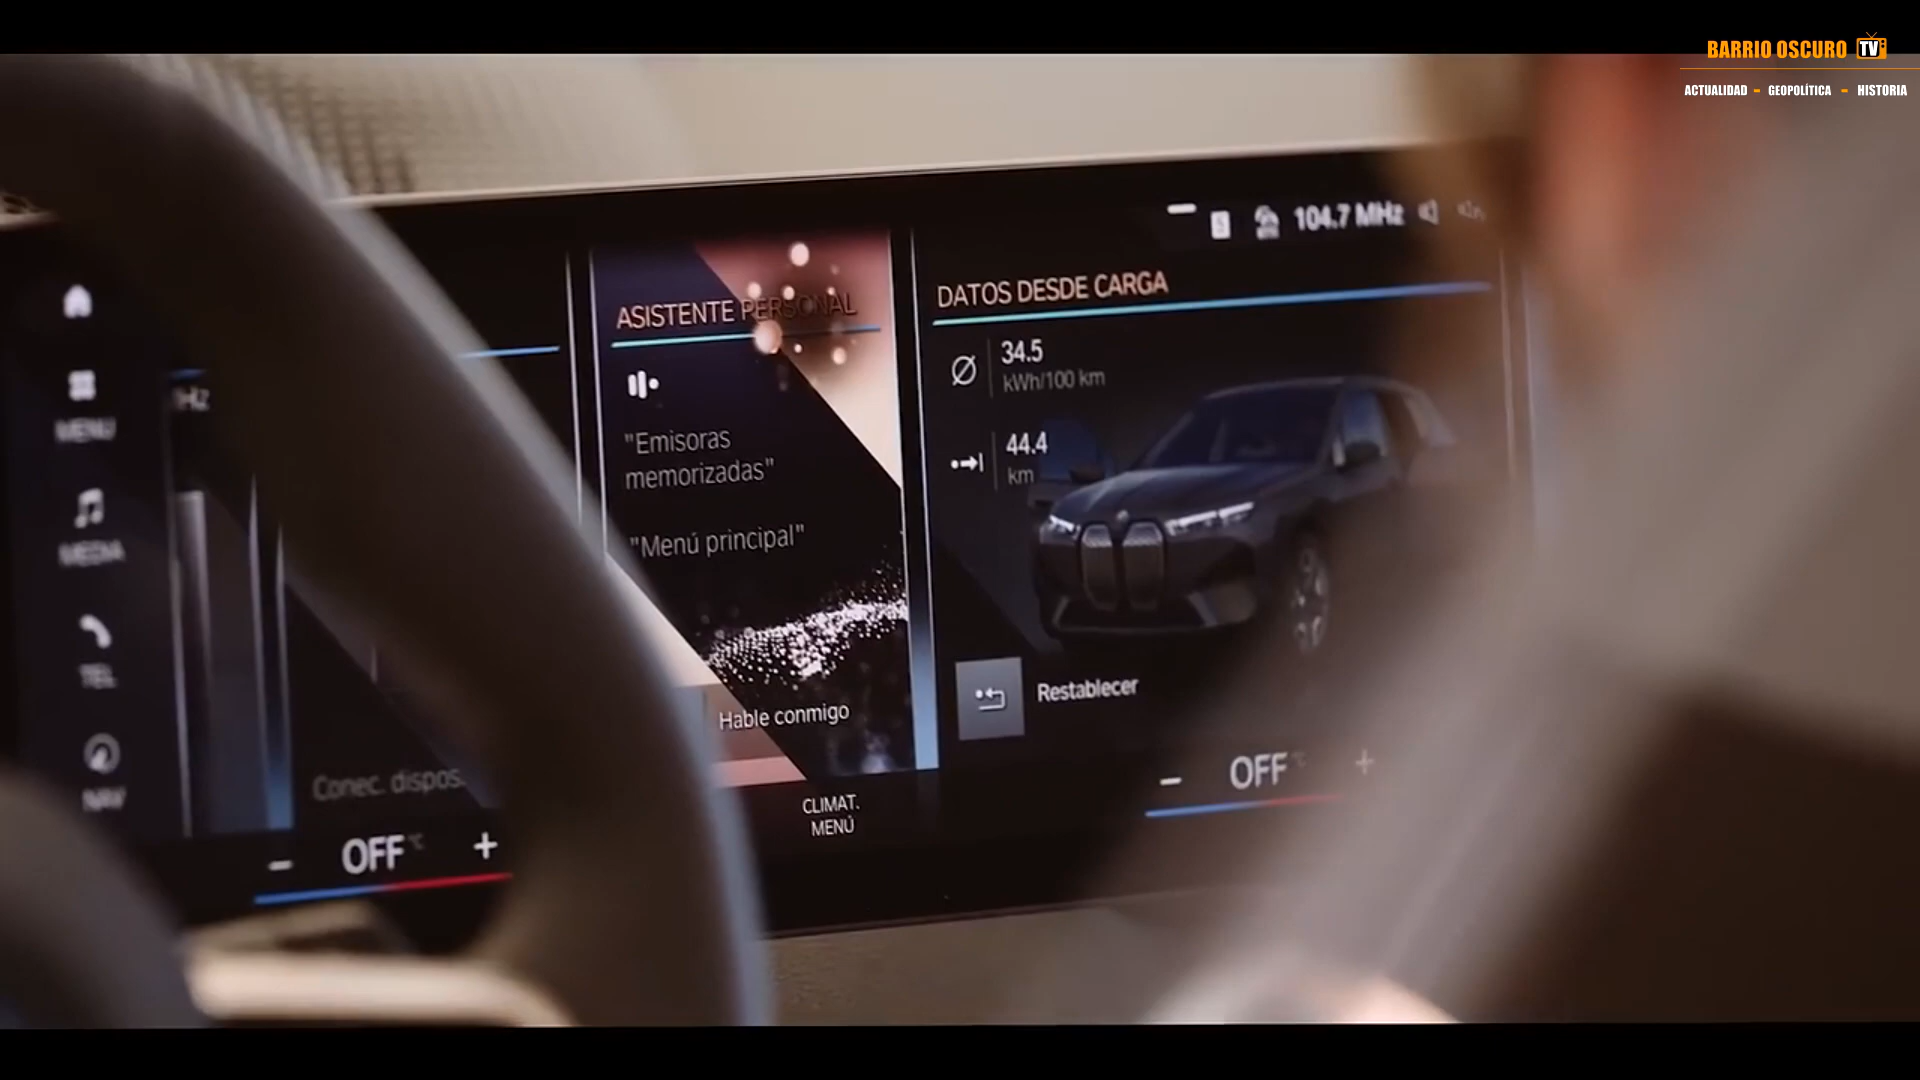 BARRIO OSCURO TV
ACTUALIDAD - GEOPOLÍTICA - HISTORIA
104.7 MHz
MENU
MEDIA
TEL
NAV
Hz
Conec. dispos.
- OFF °C +
ASISTENTE PERSONAL
"Emisoras
memorizadas"
"Menú principal"
Hable conmigo
CLIMAT.
MENÚ
DATOS DESDE CARGA
34.5
kWh/100 km
44.4
km
Restablecer
- OFF °C +